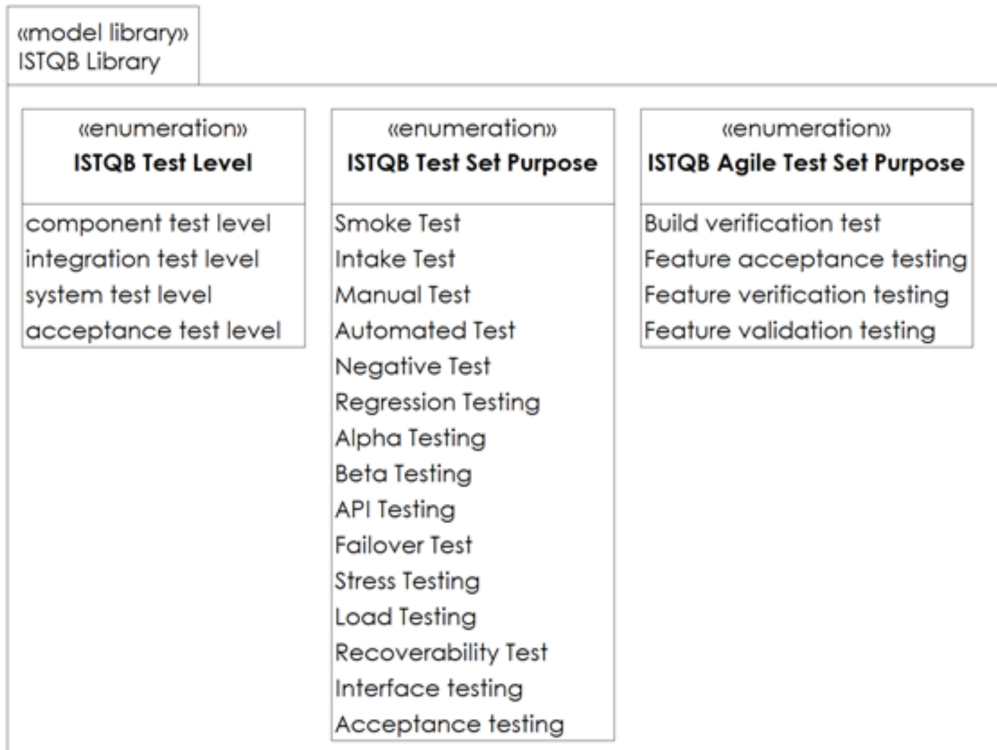 «model library»
ISTQB Library
«enumeration»
ISTQB Test Level
component test level
integration test level
system test level
acceptance test level
«enumeration»
ISTQB Test Set Purpose
Smoke Test
Intake Test
Manual Test
Automated Test
Negative Test
Regression Testing
Alpha Testing
Beta Testing
API Testing
Failover Test
Stress Testing
Load Testing
Recoverability Test
Interface testing
Acceptance testing
«enumeration»
ISTQB Agile Test Set Purpose
Build verification test
Feature acceptance testing
Feature verification testing
Feature validation testing